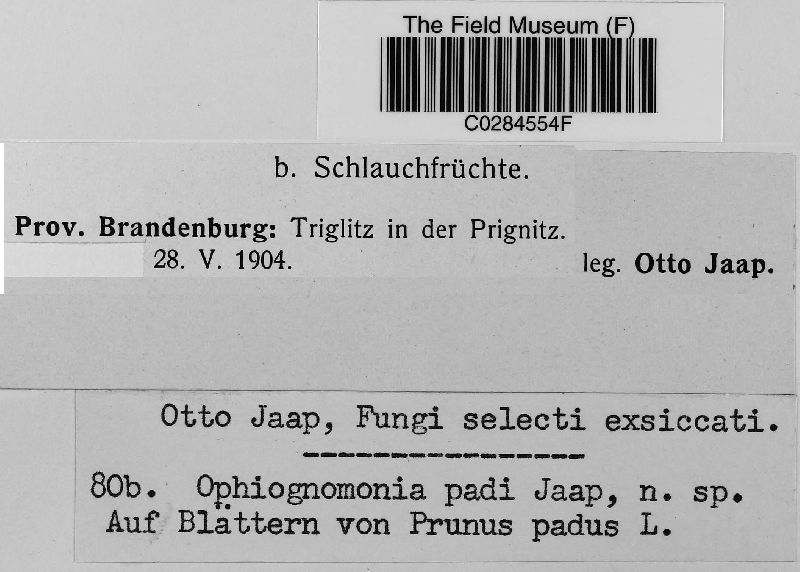 The Field Museum (F)
C0284554F
b. Schlauchfrüchte.
Prov. Brandenburg: Triglitz in der Prignitz.
28. V. 1904. leg. Otto Jaap.
Otto Jaap, Fungi selecti exsiccati.
80b. Ophiognomonia padi Jaap, n. sp.
Auf Blättern von Prunus padus L.